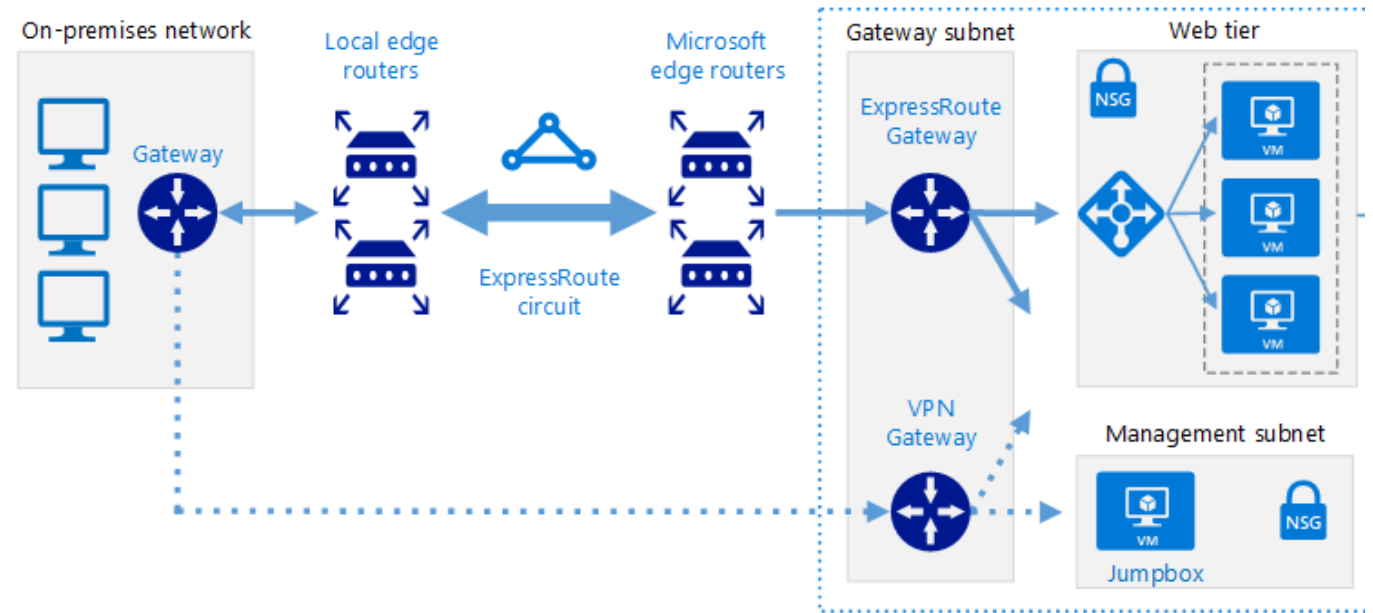 On-premises network
Gateway
Local edge
routers
ExpressRoute
circuit
Microsoft
edge routers
Gateway subnet
ExpressRoute
Gateway
VPN
Gateway
Web tier
NSG
VM
VM
VM
Management subnet
VM
Jumpbox
NSG